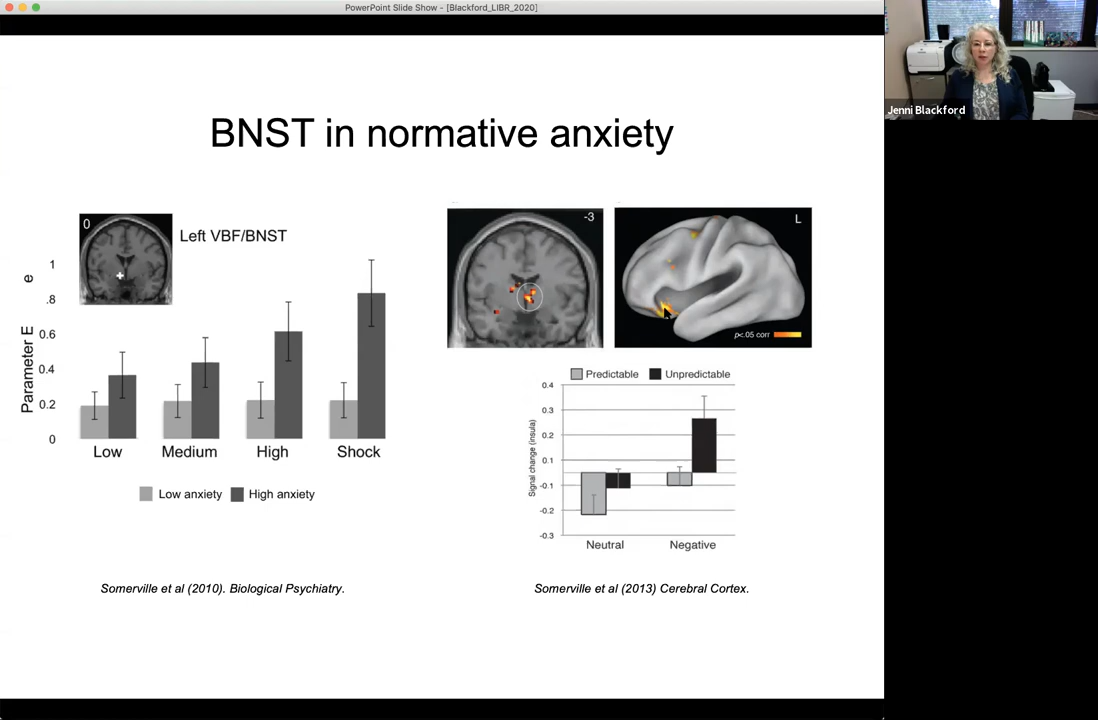 PowerPoint Slide Show - [Blackford_LIBR_2020]
Jenni Blackford
BNST in normative anxiety
0
Left VBF/BNST
e
Parameter E
1
.8
0.6
0.4
0.2
0
Low
Medium
High
Shock
Low anxiety
High anxiety
Somerville et al (2010). Biological Psychiatry.
-3
L
p<.05 corr
Predictable
Unpredictable
Signal change (insula)
0.4
0.3
0.2
0.1
-0.1
-0.2
-0.3
Neutral
Negative
Somerville et al (2013) Cerebral Cortex.